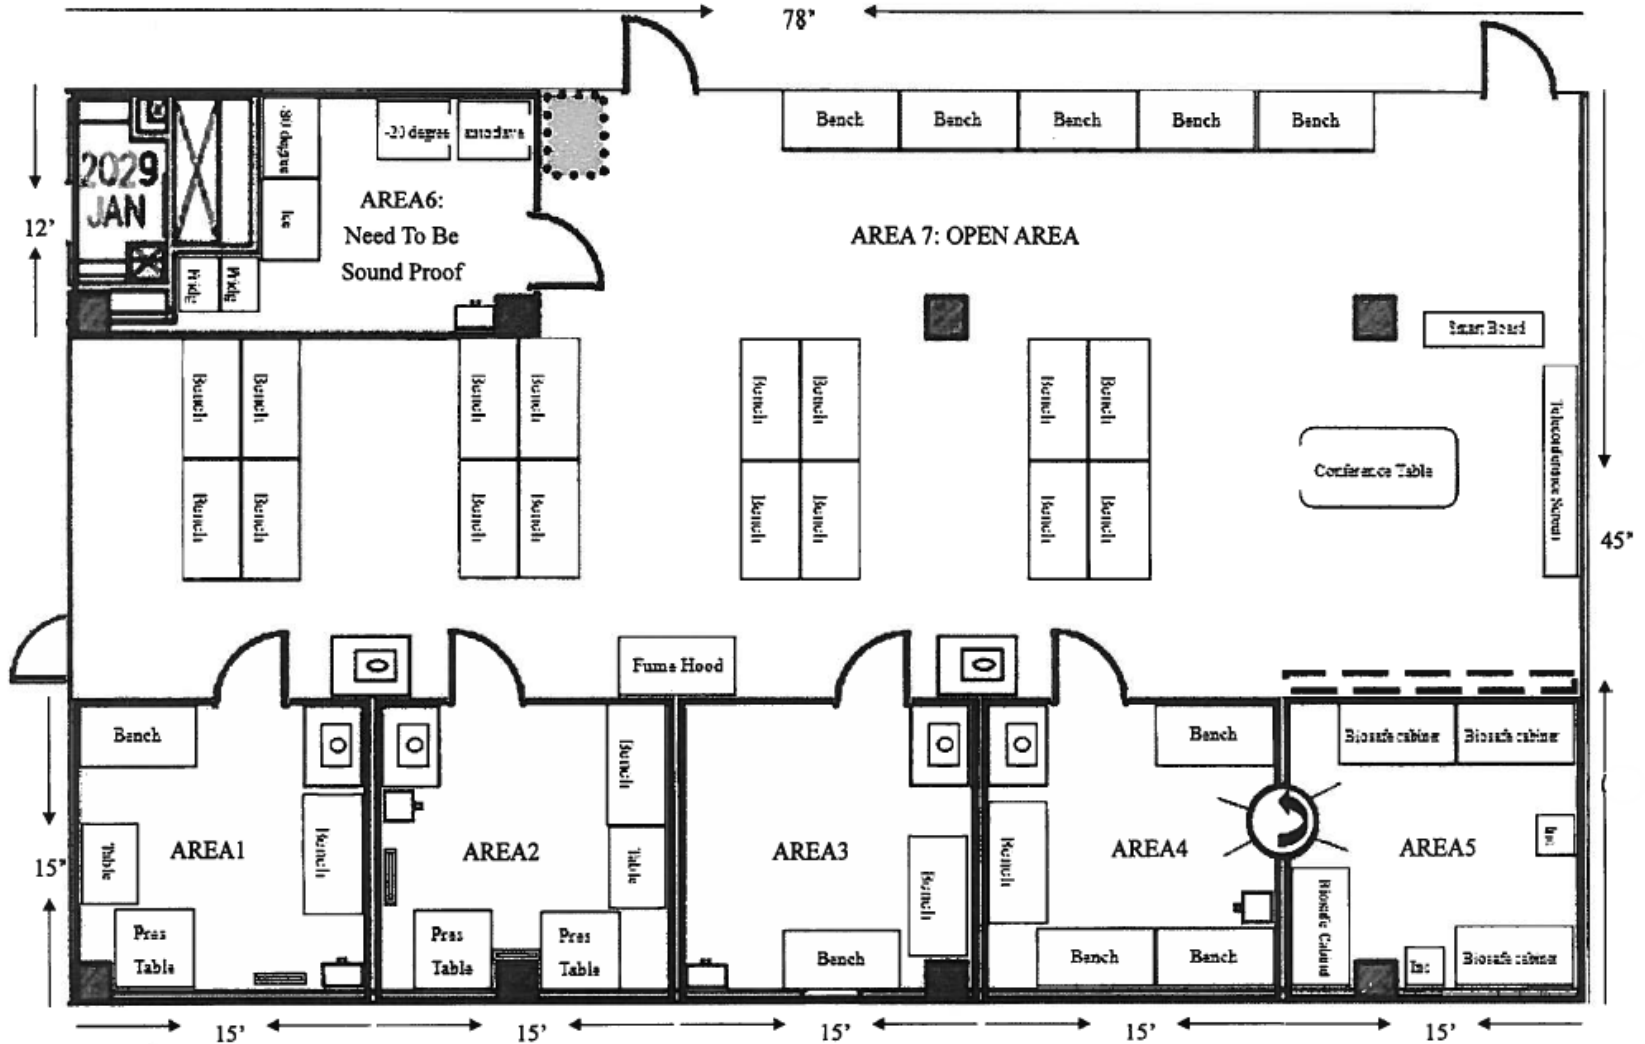 78"
Bench
Bench
Bench
Bench
Bench
-80 degree
-20 degree
autoclave
2029
JAN
12'
Ice
AREA6:
Need To Be
Sound Proof
AREA 7: OPEN AREA
Fridg
Fridg
Smart Board
Bench
Bench
Bench
Bench
Bench
Bench
Bench
Bench
Teleconference Screen
Conference Table
Bench
Bench
Bench
Bench
Bench
Bench
Bench
Bench
45"
Fume Hood
Bench
Bench
Bench
Biosafe cabiner
Biosafe cabiner
AREA1
AREA2
AREA3
AREA4
AREA5
Inc
15"
Table
Bench
Table
Bench
Bench
Biosafe Cabinet
Pres
Table
Pres
Table
Pres
Table
Bench
Bench
Bench
Inc
Biosafe cabiner
15'
15'
15'
15'
15'